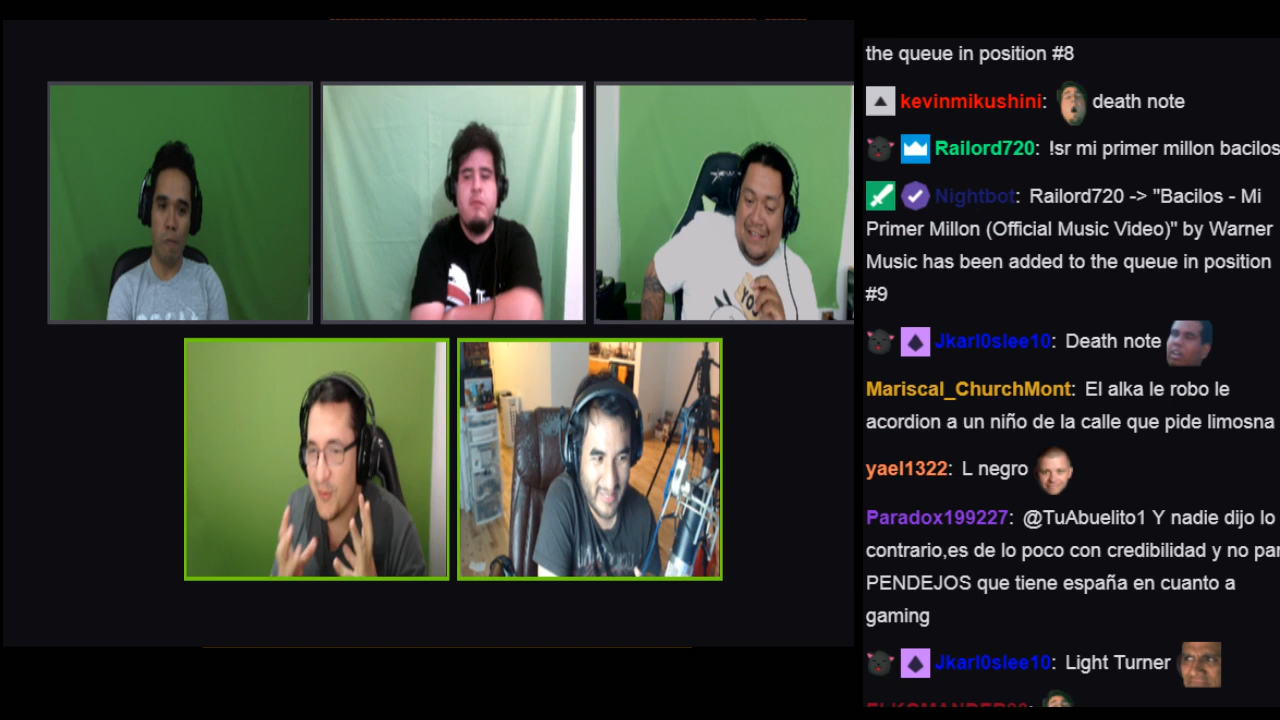 the queue in position #8
kevinmikushini: death note
Railord720: !sr mi primer millon bacilos
Nightbot: Railord720 -> "Bacilos - Mi
Primer Millon (Official Music Video)" by Warner
Music has been added to the queue in position
#9
Jkarl0slee10: Death note
Mariscal_ChurchMont: El alka le robo le
acordion a un niño de la calle que pide limosna
yael1322: L negro
Paradox199227: @TuAbuelito1 Y nadie dijo lo
contrario,es de lo poco con credibilidad y no par
PENDEJOS que tiene españa en cuanto a
gaming
Jkarl0slee10: Light Turner
YO